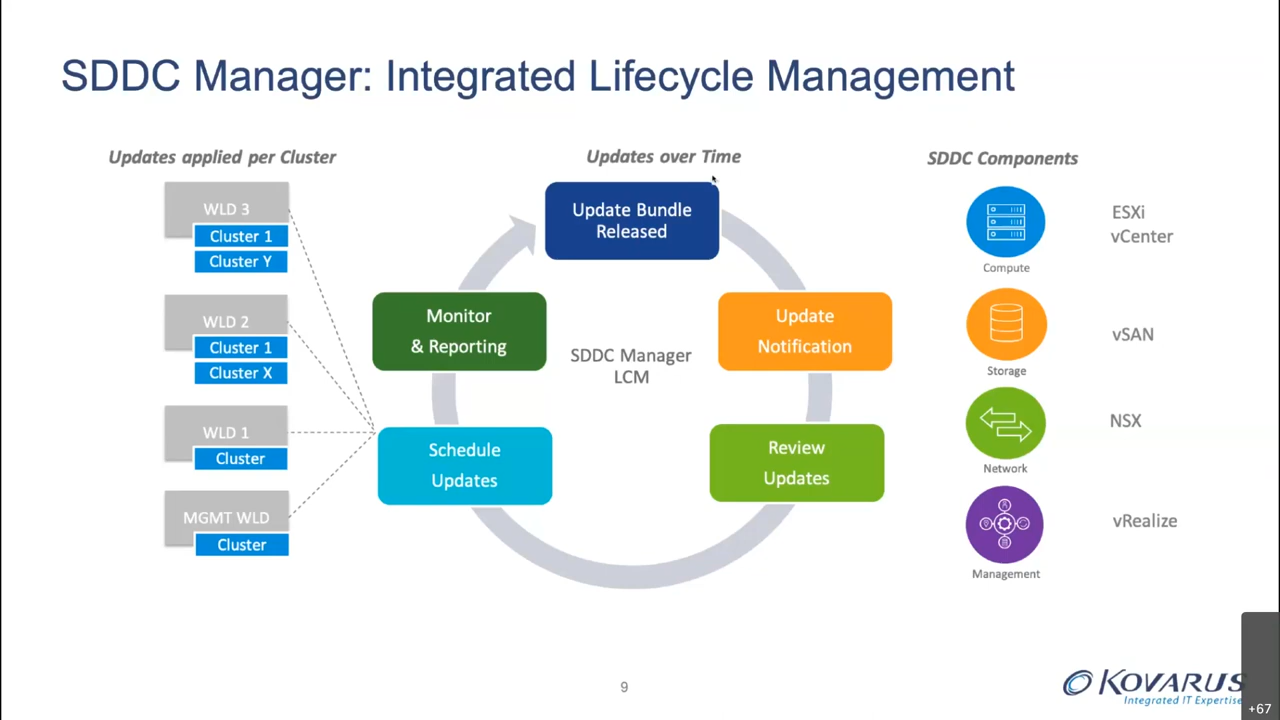 SDDC Manager: Integrated Lifecycle Management
Updates applied per Cluster
WLD 3
Cluster 1
Cluster Y
WLD 2
Cluster 1
Cluster X
WLD 1
Cluster
MGMT WLD
Cluster
Updates over Time
Update Bundle
Released
Update
Notification
Review
Updates
Schedule
Updates
Monitor
& Reporting
SDDC Manager
LCM
SDDC Components
Compute
ESXi
vCenter
Storage
vSAN
Network
NSX
Management
vRealize
9
KOVARUS
Integrated IT Expertise
+67